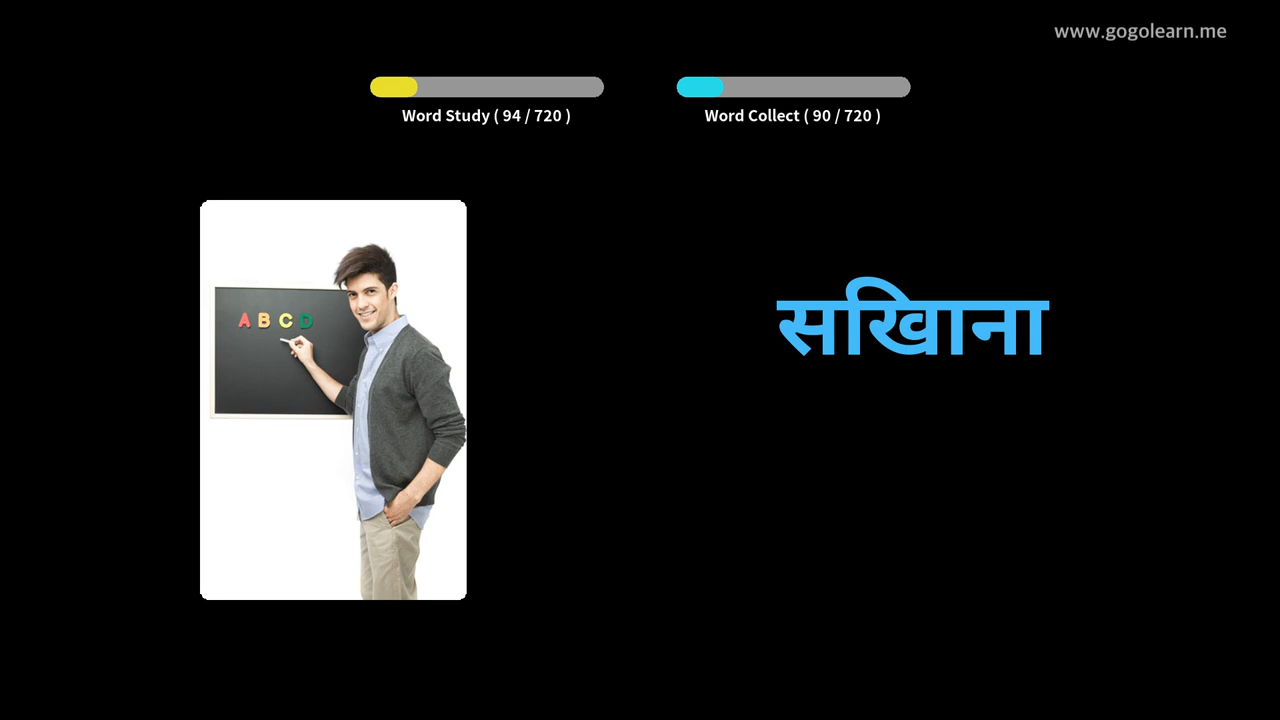 www.gogolearn.me
Word Study ( 94 / 720 )
Word Collect ( 90 / 720 )
A B C D
सखिाना